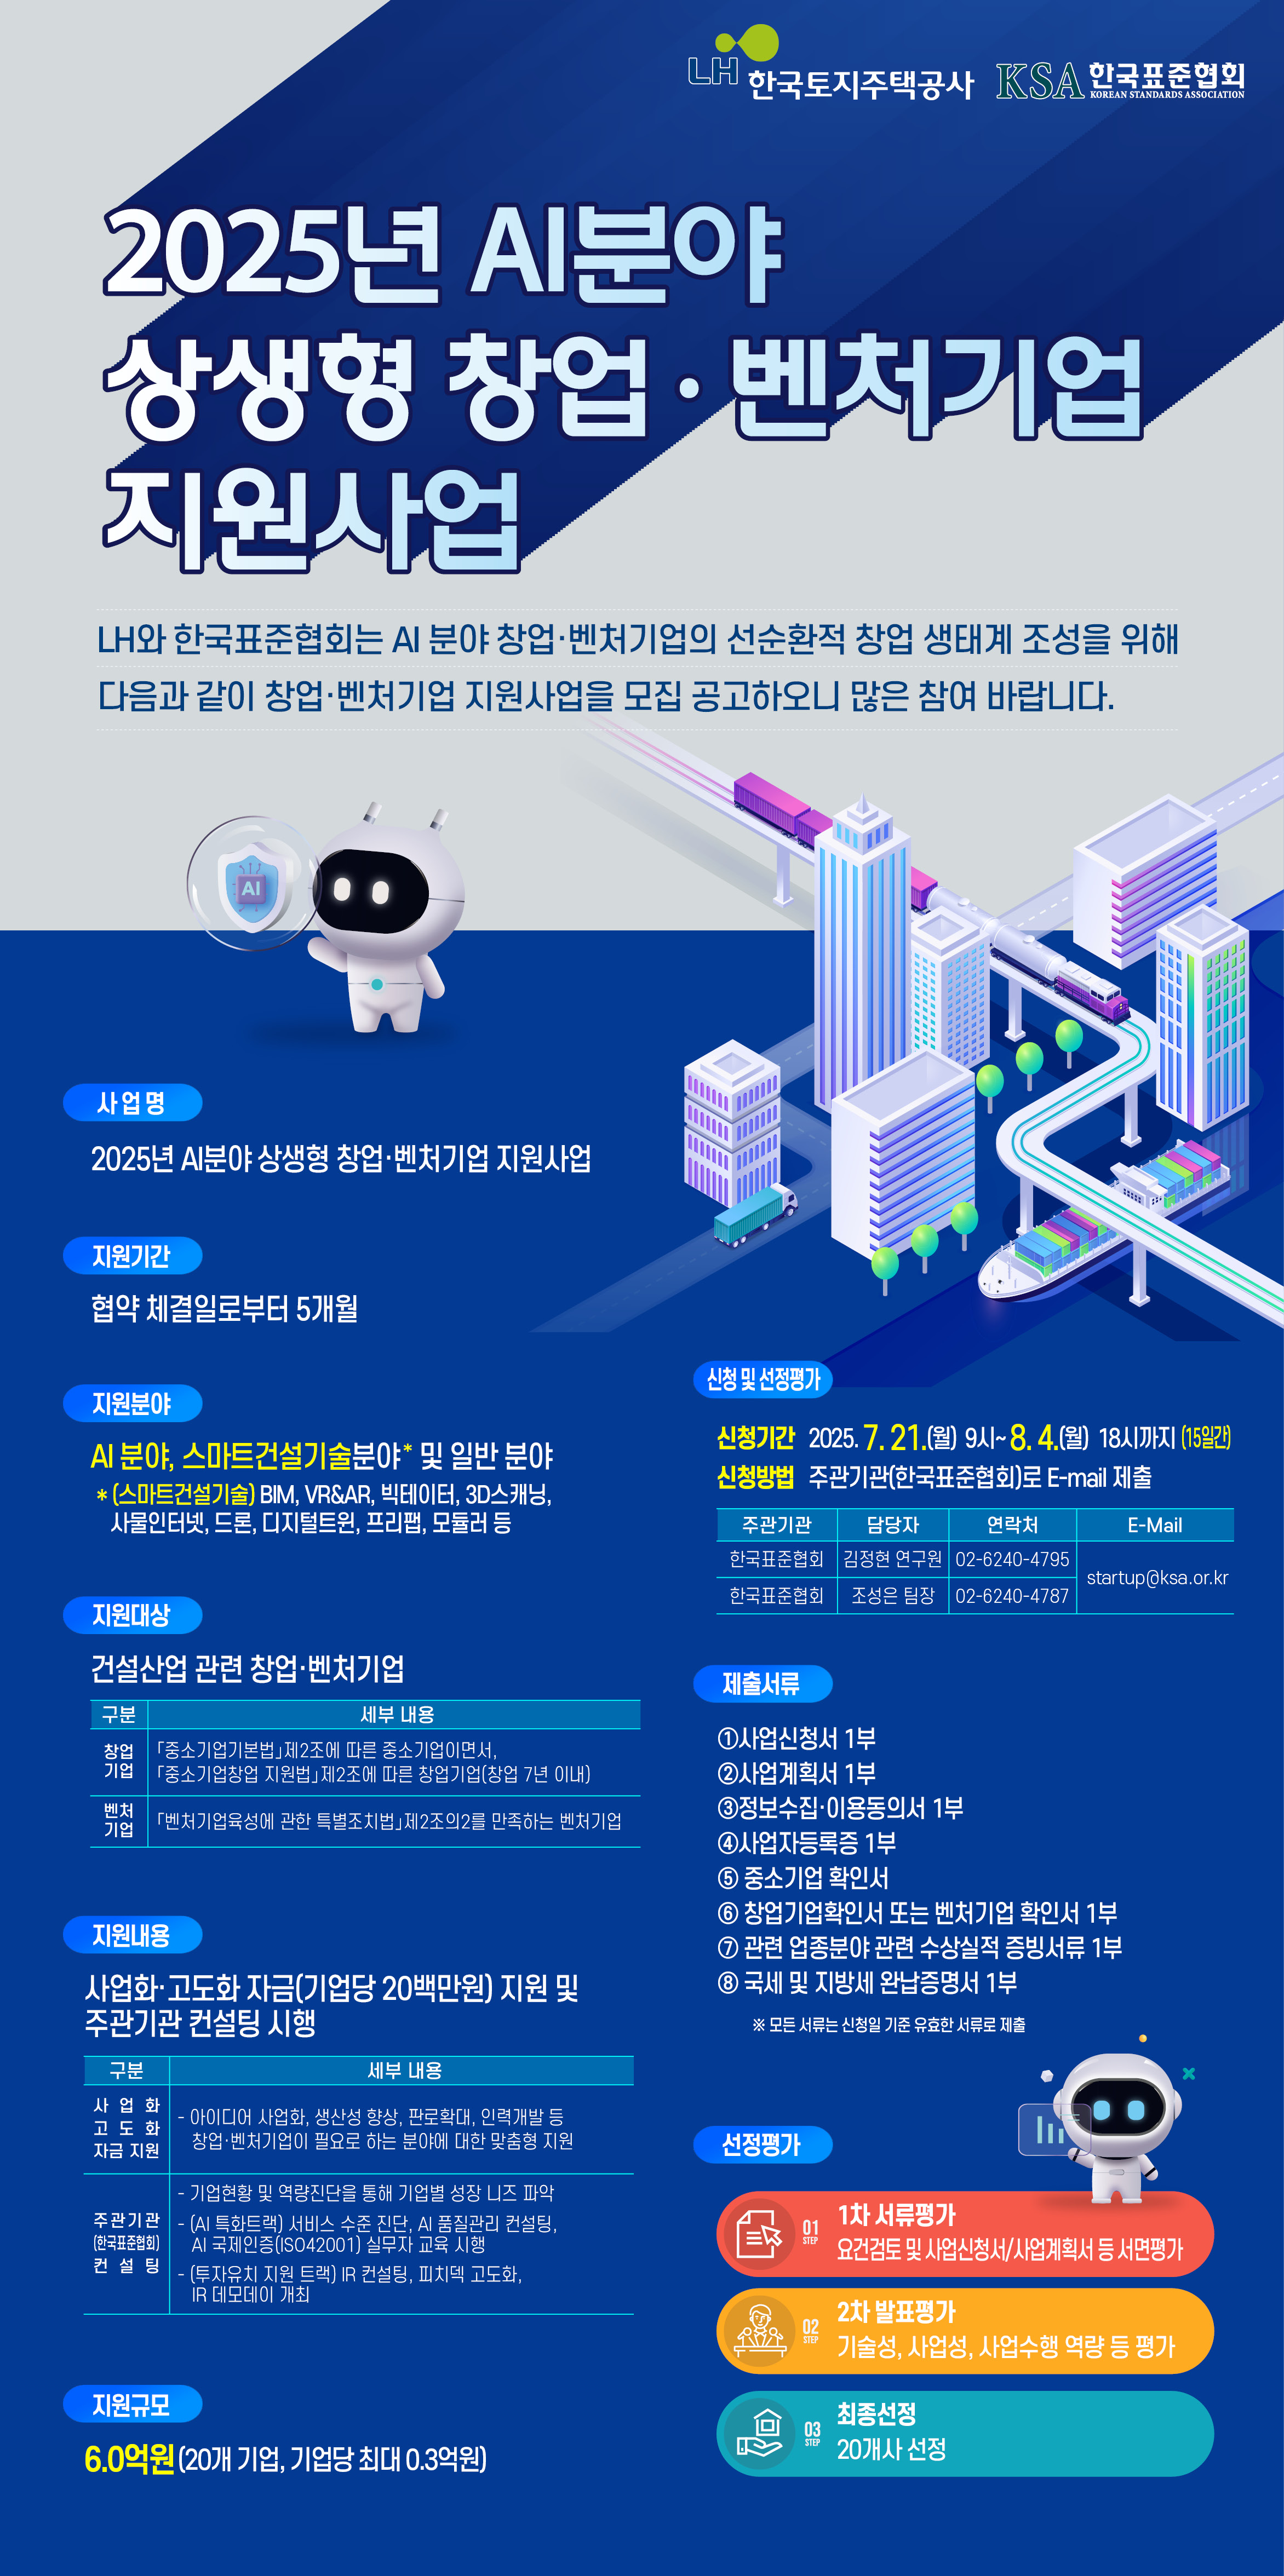 LH 한국토지주택공사
KSA 한국표준협회
KOREAN STANDARDS ASSOCIATION
2025년 AI분야
상생형 창업·벤처기업
지원사업
LH와 한국표준협회는 AI 분야 창업·벤처기업의 선순환적 창업 생태계 조성을 위해
다음과 같이 창업·벤처기업 지원사업을 모집 공고하오니 많은 참여 바랍니다.
AI
사업명
2025년 AI분야 상생형 창업·벤처기업 지원사업
지원기간
협약 체결일로부터 5개월
지원분야
AI 분야, 스마트건설기술분야* 및 일반 분야
* (스마트건설기술) BIM, VR&AR, 빅데이터, 3D스캐닝,
사물인터넷, 드론, 디지털트윈, 프리팹, 모듈러 등
지원대상
건설산업 관련 창업·벤처기업
구분 세부 내용
창업
기업
「중소기업기본법」제2조에 따른 중소기업이면서,
「중소기업창업 지원법」제2조에 따른 창업기업(창업 7년 이내)
벤처
기업
「벤처기업육성에 관한 특별조치법」제2조의2를 만족하는 벤처기업
지원내용
사업화·고도화 자금(기업당 20백만원) 지원 및
주관기관 컨설팅 시행
구분 세부 내용
사 업 화
고 도 화
자금 지원
- 아이디어 사업화, 생산성 향상, 판로확대, 인력개발 등
창업·벤처기업이 필요로 하는 분야에 대한 맞춤형 지원
주관기관
(한국표준협회)
컨 설 팅
- 기업현황 및 역량진단을 통해 기업별 성장 니즈 파악
- (AI 특화트랙) 서비스 수준 진단, AI 품질관리 컨설팅,
AI 국제인증(ISO42001) 실무자 교육 시행
- (투자유치 지원 트랙) IR 컨설팅, 피치덱 고도화,
IR 데모데이 개최
지원규모
6.0억원 (20개 기업, 기업당 최대 0.3억원)
신청 및 선정평가
신청기간 2025. 7. 21.(월) 9시~ 8. 4.(월) 18시까지 (15일간)
신청방법 주관기관(한국표준협회)로 E-mail 제출
주관기관 담당자 연락처 E-Mail
한국표준협회 김정현 연구원 02-6240-4795
startup@ksa.or.kr
한국표준협회 조성은 팀장 02-6240-4787
제출서류
①사업신청서 1부
②사업계획서 1부
③정보수집·이용동의서 1부
④사업자등록증 1부
⑤ 중소기업 확인서
⑥ 창업기업확인서 또는 벤처기업 확인서 1부
⑦ 관련 업종분야 관련 수상실적 증빙서류 1부
⑧ 국세 및 지방세 완납증명서 1부
※ 모든 서류는 신청일 기준 유효한 서류로 제출
선정평가
01
STEP
1차 서류평가
요건검토 및 사업신청서/사업계획서 등 서면평가
02
STEP
2차 발표평가
기술성, 사업성, 사업수행 역량 등 평가
03
STEP
최종선정
20개사 선정